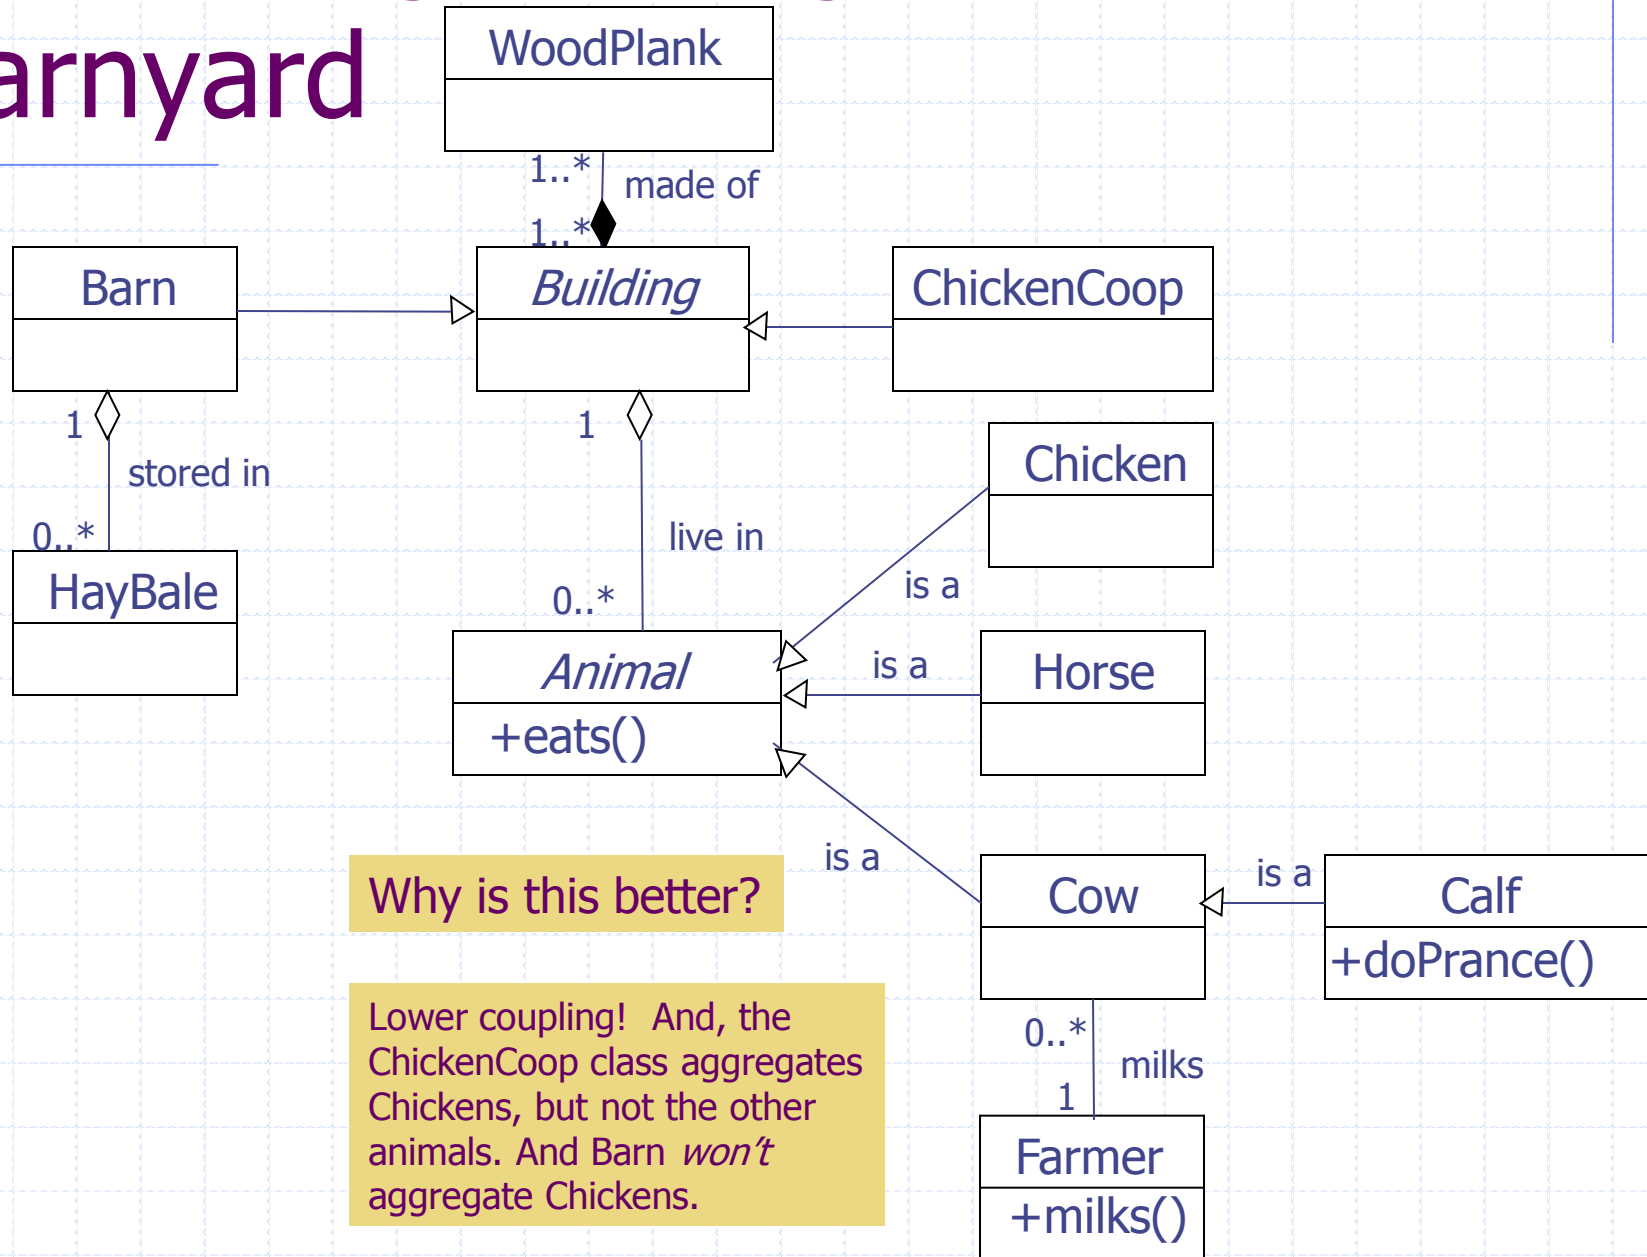 arnyard
WoodPlank
1..*
made of
1..*
Barn
Building
ChickenCoop
1
1
Chicken
stored in
0..*
live in
HayBale
0..*
is a
Animal
is a
Horse
+eats()
is a
Why is this better?
Cow
is a
Calf
+doPrance()
Lower coupling!  And, the
ChickenCoop class aggregates
Chickens, but not the other
animals. And Barn won't
aggregate Chickens.
0..*
milks
1
Farmer
+milks()